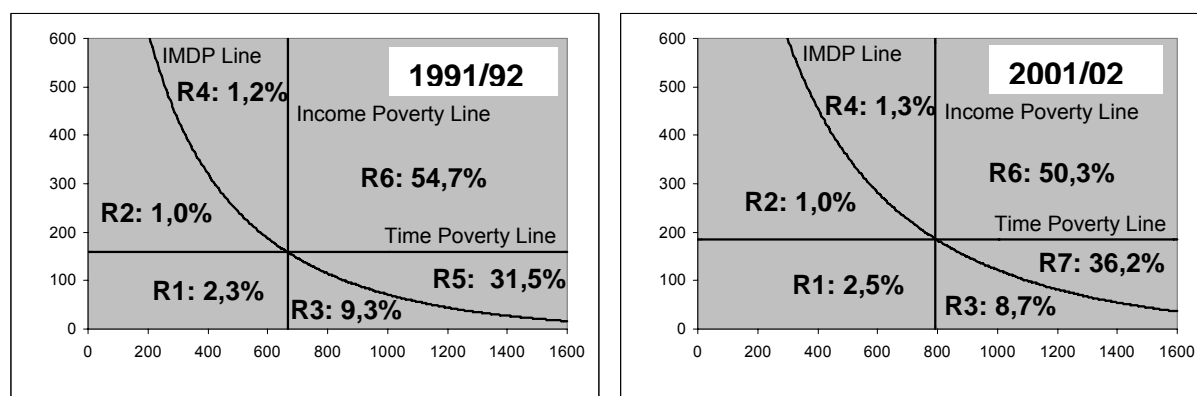 600
500
400
300
200
100
0
0 200 400 600 800 1000 1200 1400 1600
IMDP Line
1991/92
R4: 1,2%
Income Poverty Line
R6: 54,7%
R2: 1,0%
Time Poverty Line
R5: 31,5%
R1: 2,3%
R3: 9,3%
600
500
400
300
200
100
0
0 200 400 600 800 1000 1200 1400 1600
IMDP Line
2001/02
R4: 1,3%
Income Poverty Line
R6: 50,3%
R2: 1,0%
Time Poverty Line
R7: 36,2%
R1: 2,5%
R3: 8,7%